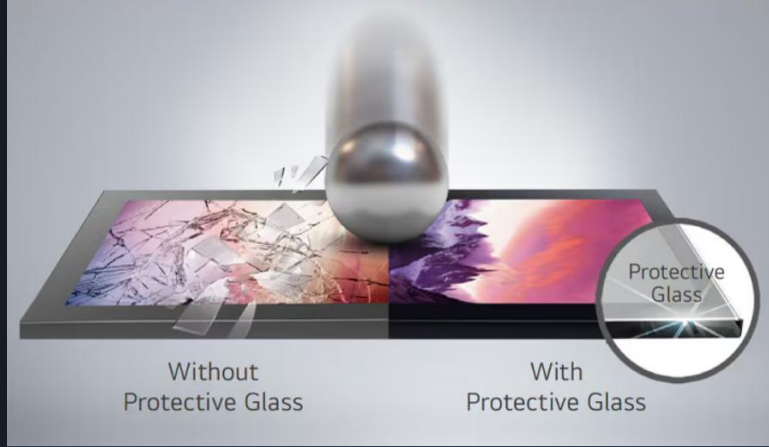 Protective
Glass
Without
Protective Glass
With
Protective Glass